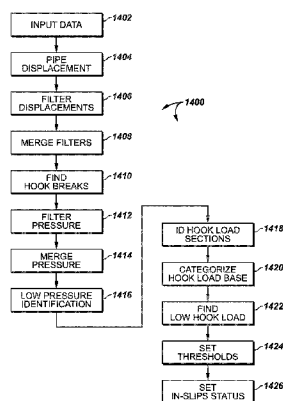 INPUT DATA
1402
PIPE
DISPLACEMENT
1404
FILTER
DISPLACEMENTS
1406
1400
MERGE FILTERS
1408
FIND
HOOK BREAKS
1410
FILTER
PRESSURE
1412
MERGE
PRESSURE
1414
LOW PRESSURE
IDENTIFICATION
1416
ID HOOK LOAD
SECTIONS
1418
CATEGORIZE
HOOK LOAD BASE
1420
FIND
LOW HOOK LOAD
1422
SET
THRESHOLDS
1424
SET
IN-SLIPS STATUS
1426